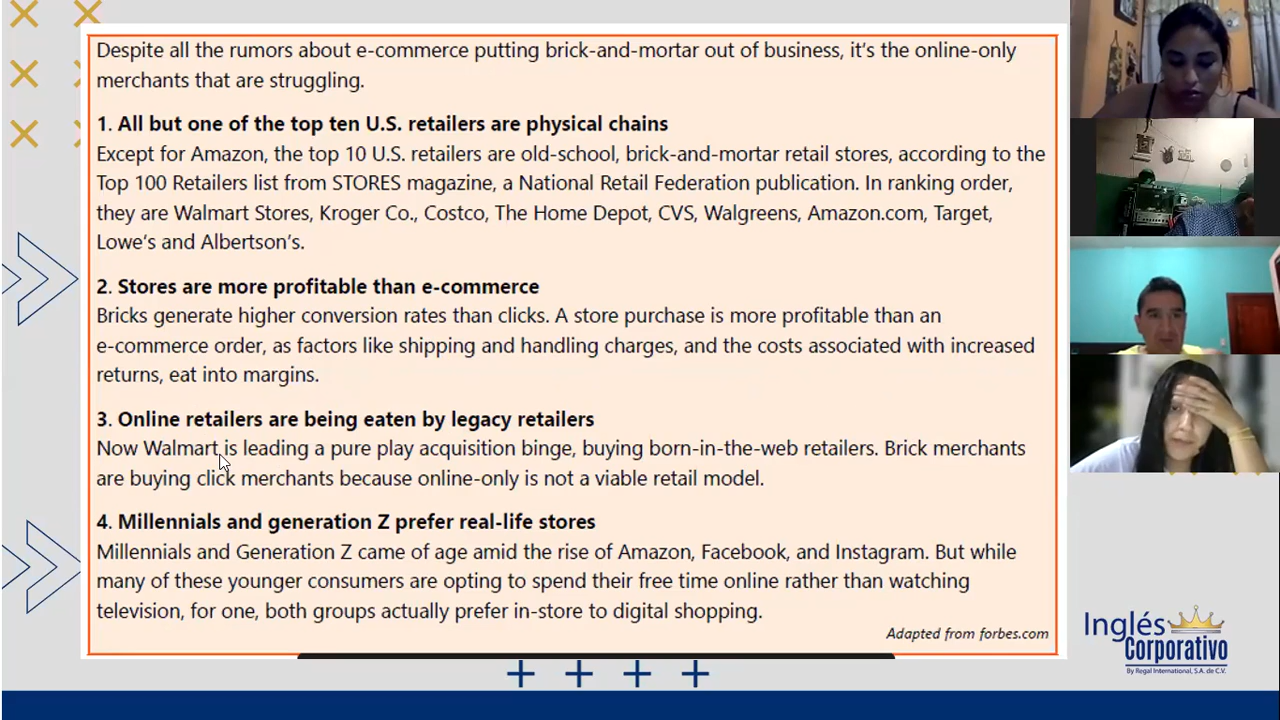 Despite all the rumors about e-commerce putting brick-and-mortar out of business, it's the online-only
merchants that are struggling.
1. All but one of the top ten U.S. retailers are physical chains
Except for Amazon, the top 10 U.S. retailers are old-school, brick-and-mortar retail stores, according to the
Top 100 Retailers list from STORES magazine, a National Retail Federation publication. In ranking order,
they are Walmart Stores, Kroger Co., Costco, The Home Depot, CVS, Walgreens, Amazon.com, Target,
Lowe's and Albertson's.
2. Stores are more profitable than e-commerce
Bricks generate higher conversion rates than clicks. A store purchase is more profitable than an
e-commerce order, as factors like shipping and handling charges, and the costs associated with increased
returns, eat into margins.
3. Online retailers are being eaten by legacy retailers
Now Walmart is leading a pure play acquisition binge, buying born-in-the-web retailers. Brick merchants
are buying click merchants because online-only is not a viable retail model.
4. Millennials and generation Z prefer real-life stores
Millennials and Generation Z came of age amid the rise of Amazon, Facebook, and Instagram. But while
many of these younger consumers are opting to spend their free time online rather than watching
television, for one, both groups actually prefer in-store to digital shopping.
Adapted from forbes.com
Inglés
Corporativo
By Regal International, S.A. de C.V.